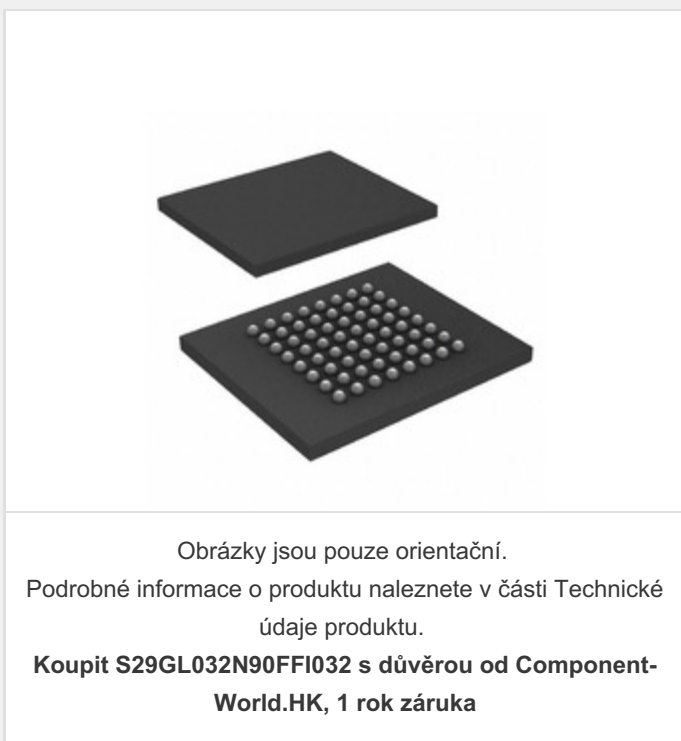 Obrázky jsou pouze orientační.
Podrobné informace o produktu naleznete v části Technické
údaje produktu.
Koupit S29GL032N90FFI032 s důvěrou od Component-
World.HK, 1 rok záruka